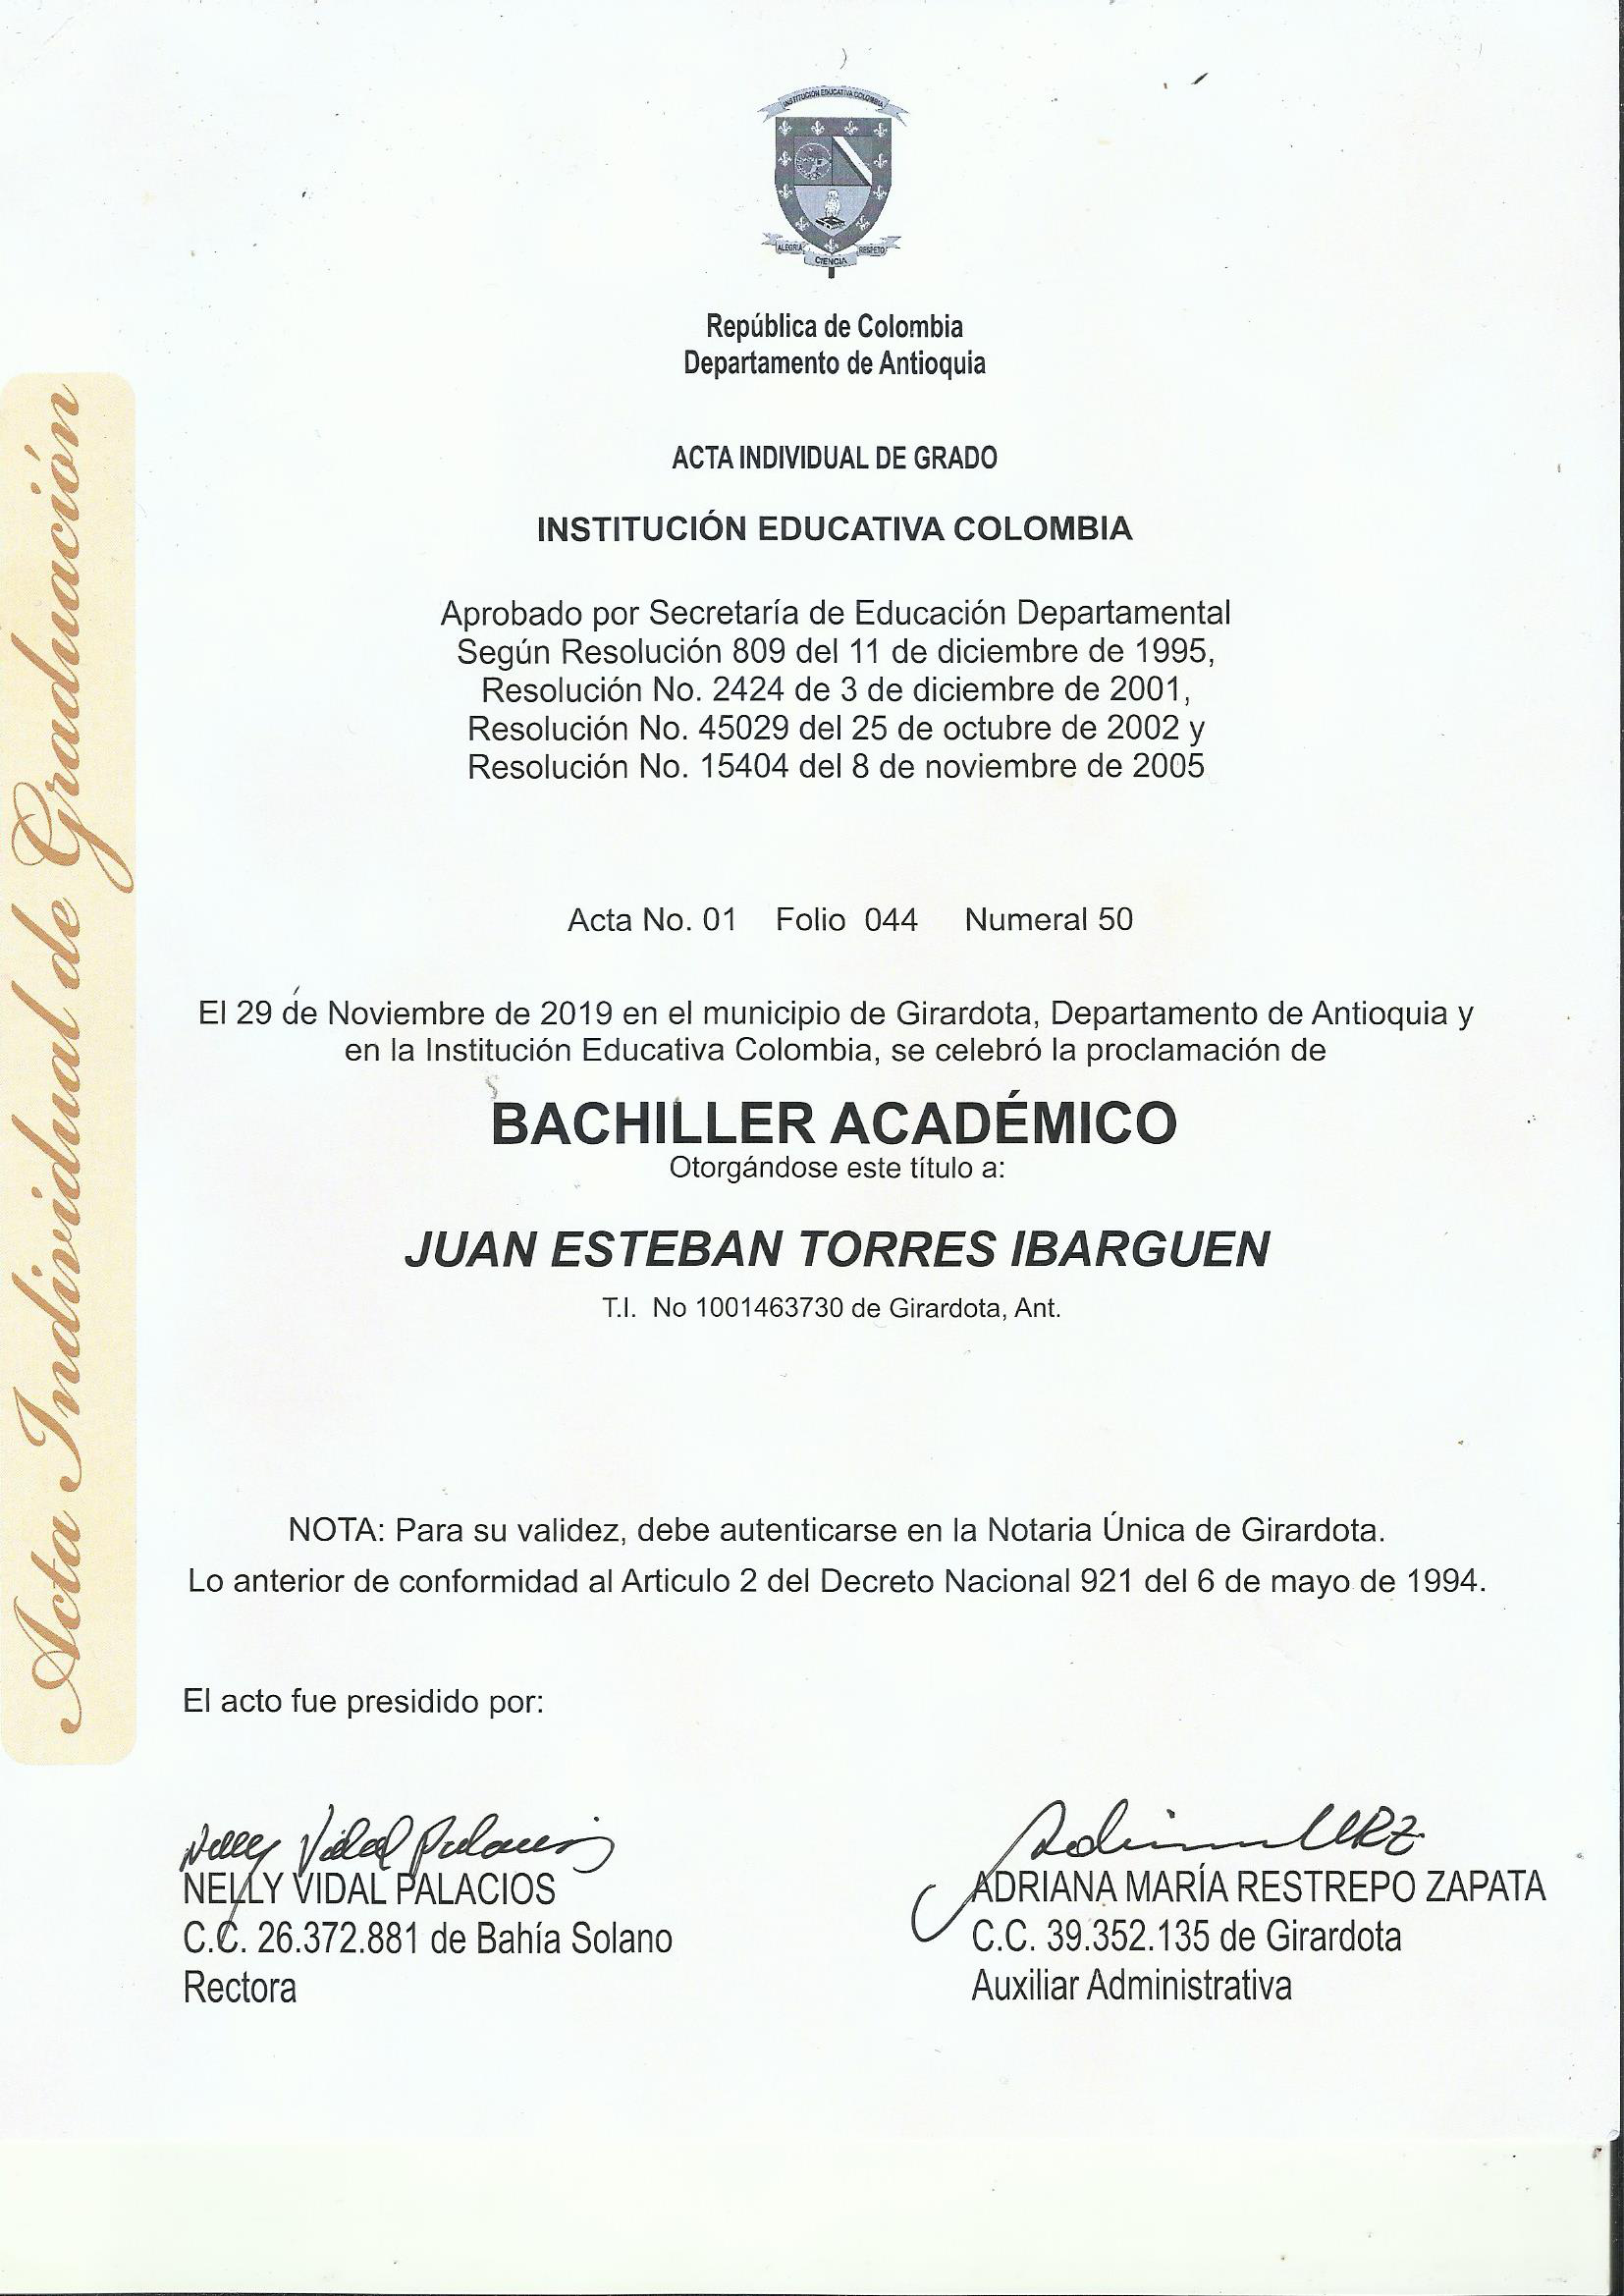 INSTITUCIÓN EDUCATIVA COLOMBIA
ALEGRIA
RESPETO
CIENCIA
República de Colombia
Departamento de Antioquia
ACTA INDIVIDUAL DE GRADO
INSTITUCIÓN EDUCATIVA COLOMBIA
Aprobado por Secretaría de Educación Departamental
Según Resolución 809 del 11 de diciembre de 1995,
Resolución No. 2424 de 3 de diciembre de 2001,
Resolución No. 45029 del 25 de octubre de 2002 y
Resolución No. 15404 del 8 de noviembre de 2005
Acta No. 01 Folio 044 Numeral 50
El 29 de Noviembre de 2019 en el municipio de Girardota, Departamento de Antioquia y
en la Institución Educativa Colombia, se celebró la proclamación de
BACHILLER ACADÉMICO
Otorgándose este título a:
JUAN ESTEBAN TORRES IBARGUEN
T.I. No 1001463730 de Girardota, Ant.
NOTA: Para su validez, debe autenticarse en la Notaria Única de Girardota.
Lo anterior de conformidad al Articulo 2 del Decreto Nacional 921 del 6 de mayo de 1994.
El acto fue presidido por:
Nelly Vidal Palacios
NELLY VIDAL PALACIOS
C.C. 26.372.881 de Bahía Solano
Rectora
ADRIANA MARÍA RESTREPO ZAPATA
C.C. 39.352.135 de Girardota
Auxiliar Administrativa
Acta Individual de Graduación